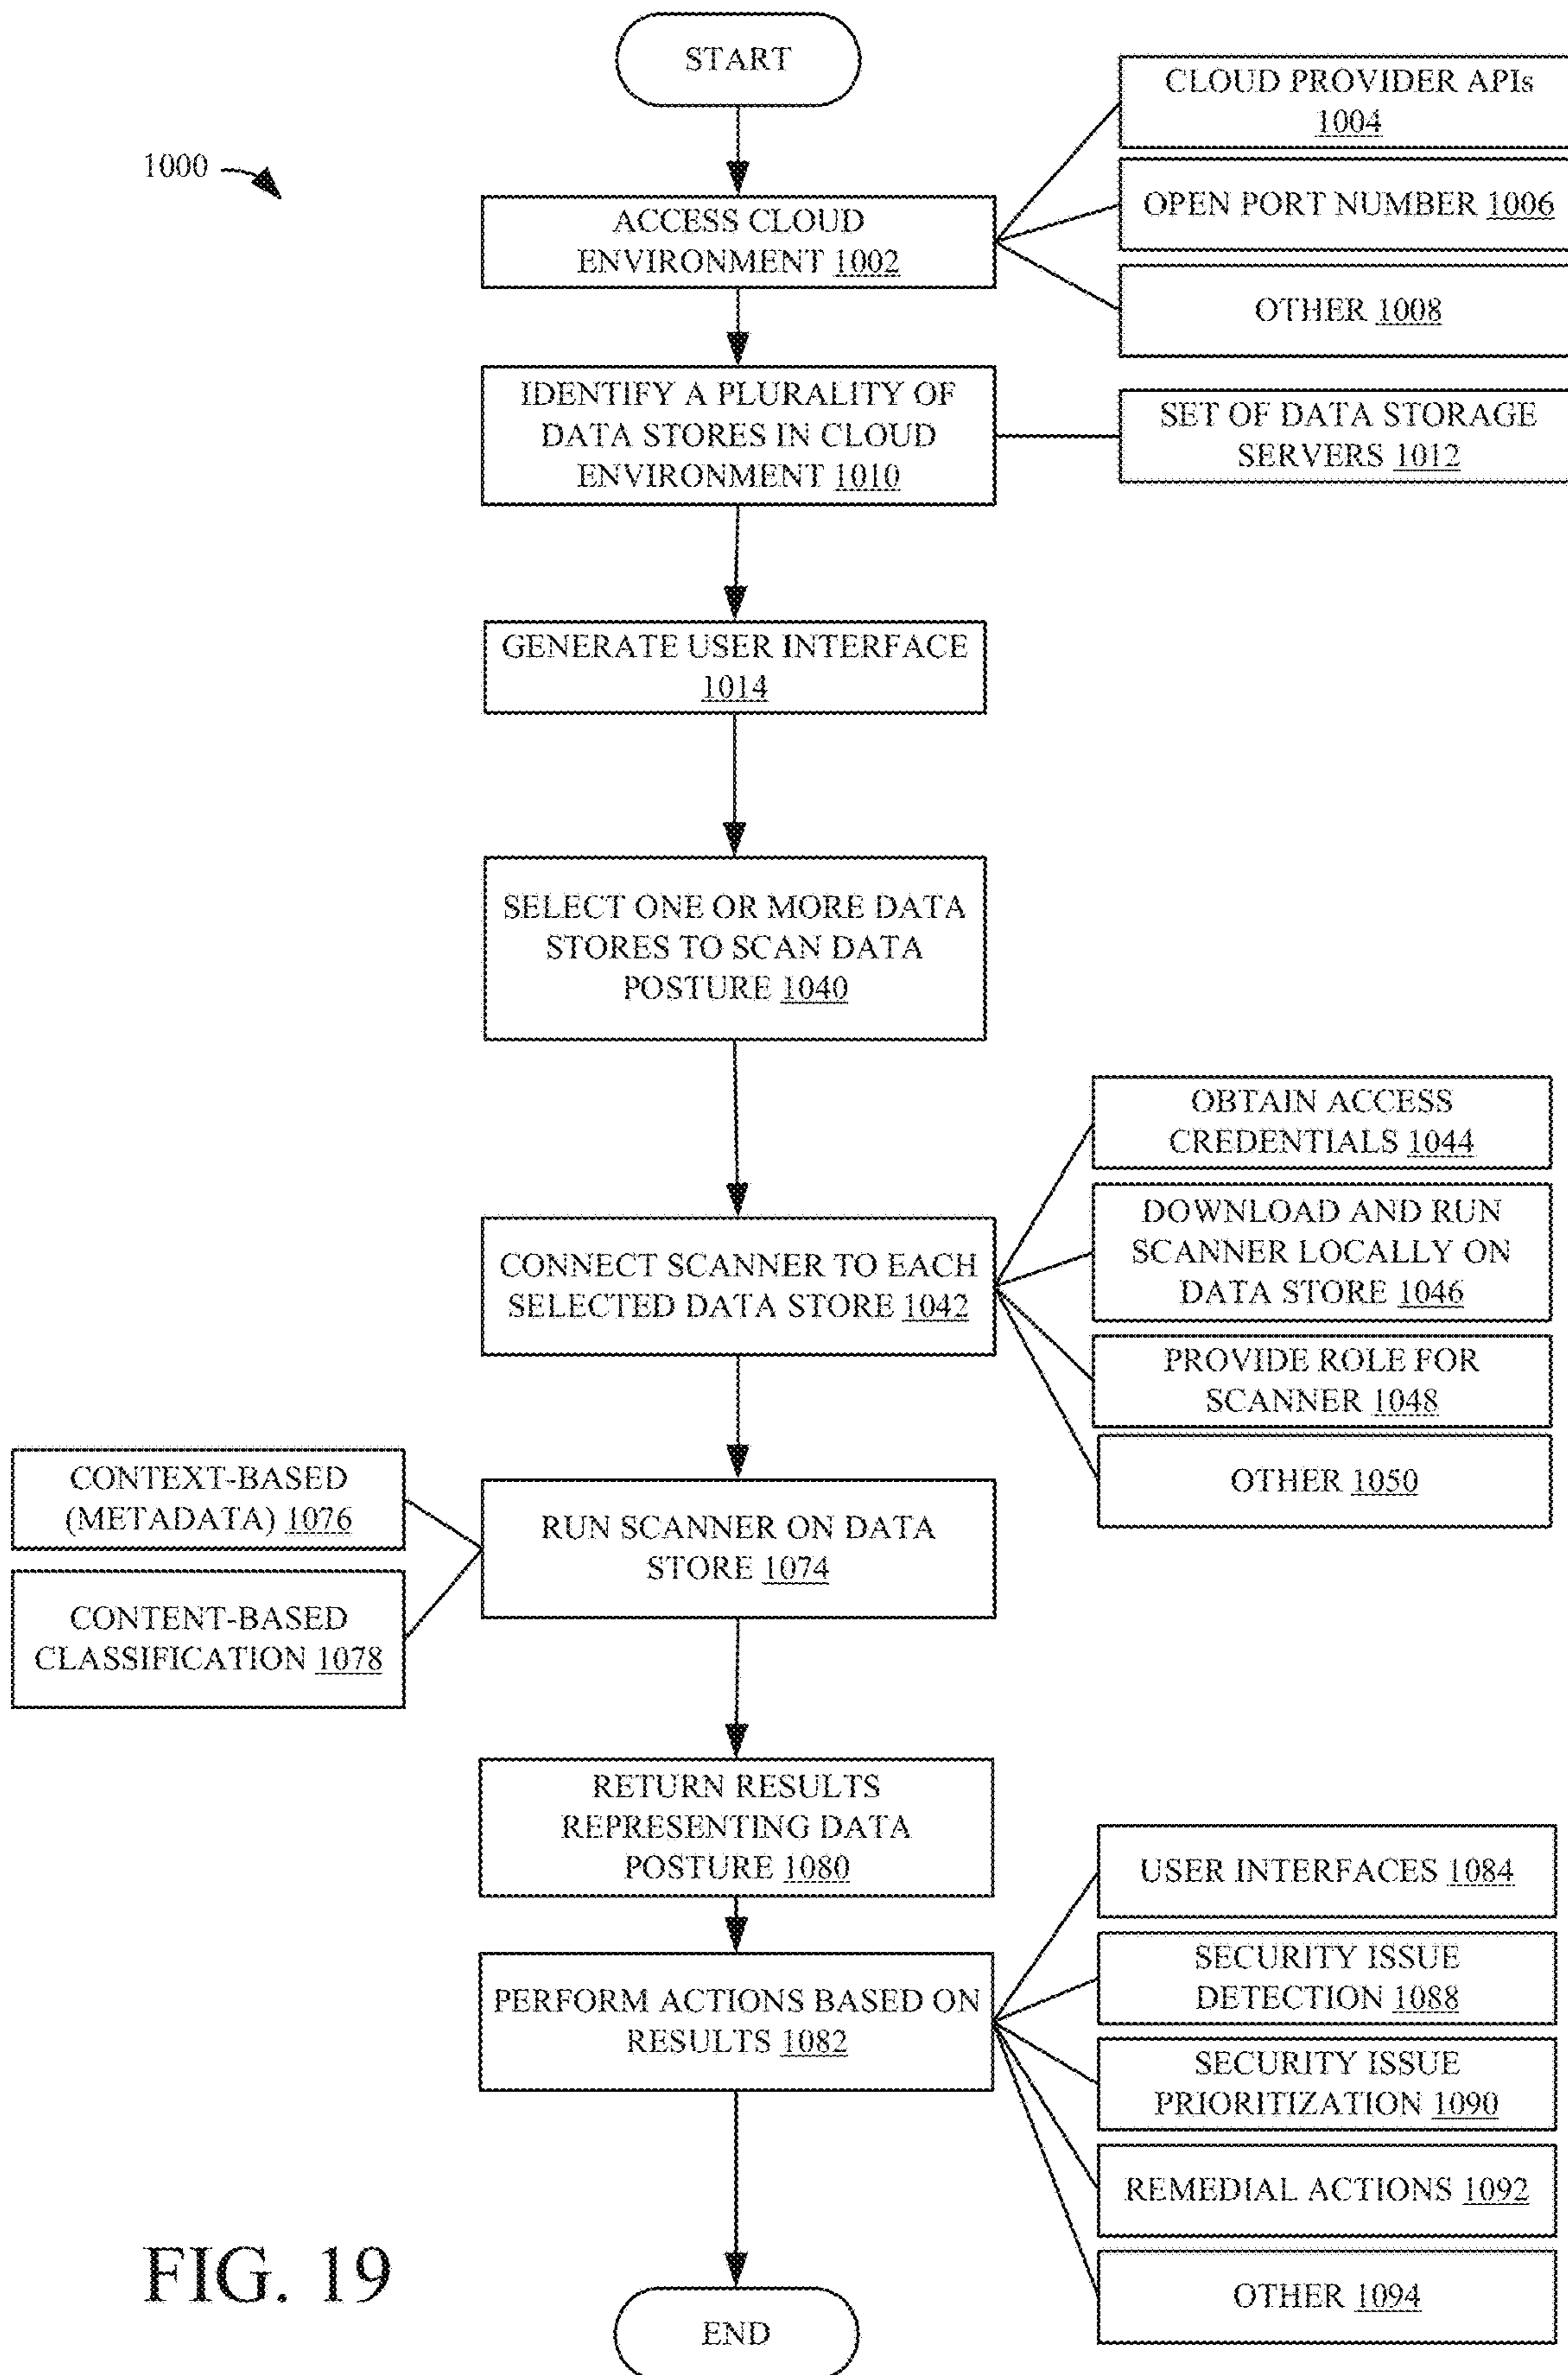 START
CLOUD PROVIDER APIs
1004
1000
OPEN PORT NUMBER 1006
ACCESS CLOUD
ENVIRONMENT 1002
OTHER 1008
IDENTIFY A PLURALITY OF
DATA STORES IN CLOUD
ENVIRONMENT 1010
SET OF DATA STORAGE
SERVERS 1012
GENERATE USER INTERFACE
1014
SELECT ONE OR MORE DATA
STORES TO SCAN DATA
POSTURE 1040
OBTAIN ACCESS
CREDENTIALS 1044
DOWNLOAD AND RUN
SCANNER LOCALLY ON
DATA STORE 1046
CONNECT SCANNER TO EACH
SELECTED DATA STORE 1042
PROVIDE ROLE FOR
SCANNER 1048
OTHER 1050
CONTEXT-BASED
(METADATA) 1076
RUN SCANNER ON DATA
STORE 1074
CONTENT-BASED
CLASSIFICATION 1078
RETURN RESULTS
REPRESENTING DATA
POSTURE 1080
USER INTERFACES 1084
SECURITY ISSUE
DETECTION 1088
PERFORM ACTIONS BASED ON
RESULTS 1082
SECURITY ISSUE
PRIORITIZATION 1090
REMEDIAL ACTIONS 1092
OTHER 1094
FIG. 19
END